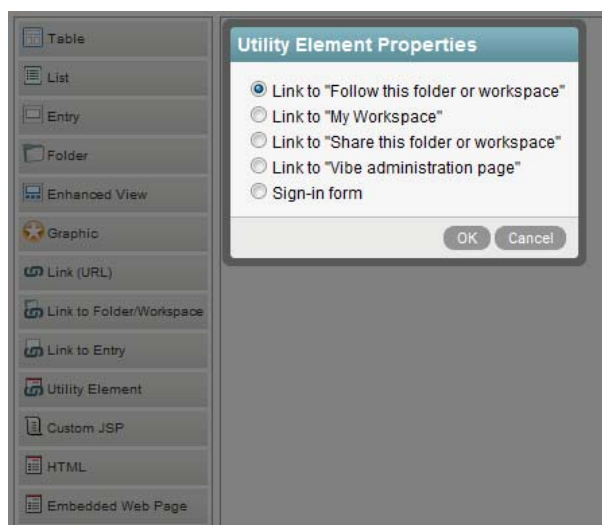 Table
List
Entry
Folder
Enhanced View
Graphic
Link (URL)
Link to Folder/Workspace
Link to Entry
Utility Element
Custom JSP
HTML
Embedded Web Page
Utility Element Properties
Link to "Follow this folder or workspace"
Link to "My Workspace"
Link to "Share this folder or workspace"
Link to "Vibe administration page"
Sign-in form
OK Cancel